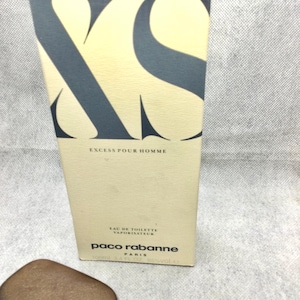 XS
EXCESS POUR HOMME
EAU DE TOILETTE
VAPORISATEUR
paco rabanne
PARIS